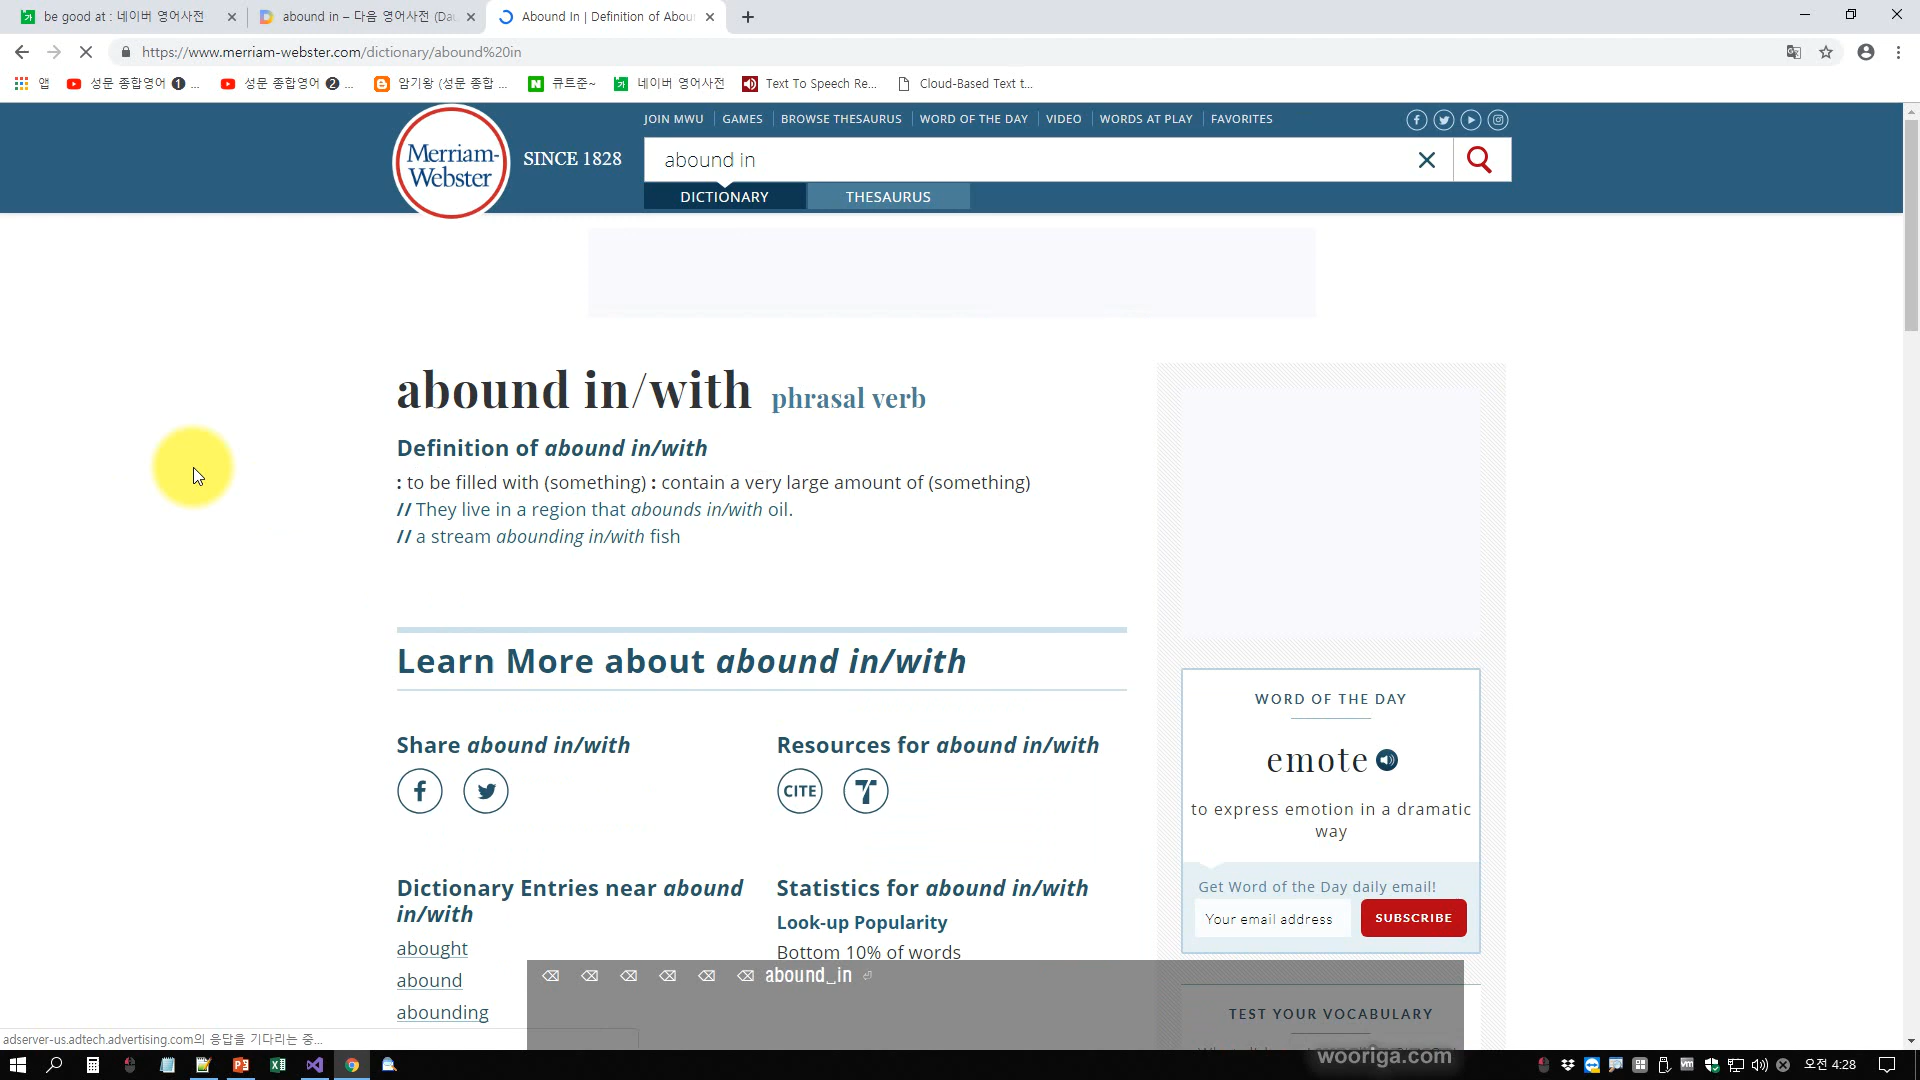 be good at : 네이버 영어사전
abound in – 다음 영어사전 (Dau
Abound In | Definition of Abou
https://www.merriam-webster.com/dictionary/abound%20in
앱
성문 종합영어 ❶ ...
성문 종합영어 ❷ ...
암기왕 (성문 종합 ...
큐트준~
네이버 영어사전
Text To Speech Re...
Cloud-Based Text t...
JOIN MWU
GAMES
BROWSE THESAURUS
WORD OF THE DAY
VIDEO
WORDS AT PLAY
FAVORITES
Merriam-
Webster
SINCE 1828
abound in
DICTIONARY
THESAURUS
abound in/with phrasal verb
Definition of abound in/with
: to be filled with (something) : contain a very large amount of (something)
// They live in a region that abounds in/with oil.
// a stream abounding in/with fish
Learn More about abound in/with
Share abound in/with
Resources for abound in/with
CITE
Dictionary Entries near abound
in/with
abought
abound
abounding
Statistics for abound in/with
Look-up Popularity
Bottom 10% of words
WORD OF THE DAY
emote
to express emotion in a dramatic
way
Get Word of the Day daily email!
Your email address
SUBSCRIBE
TEST YOUR VOCABULARY
abound␣in
adserver-us.adtech.advertising.com의 응답을 기다리는 중...
wooriga.com
오전 4:28